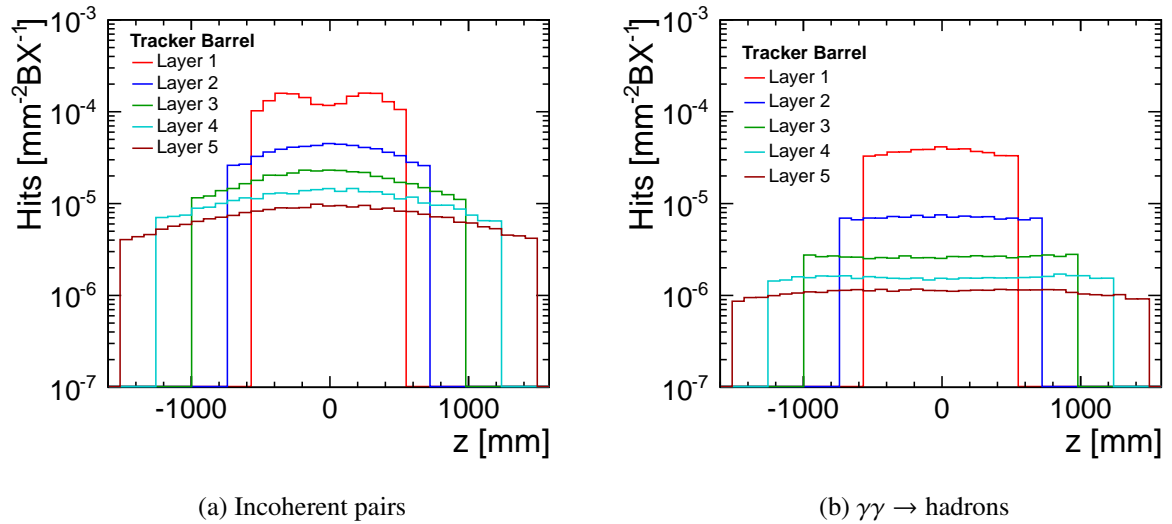 Hits [mm⁻²BX⁻¹]
10⁻³
10⁻⁴
10⁻⁵
10⁻⁶
10⁻⁷
Tracker Barrel
Layer 1
Layer 2
Layer 3
Layer 4
Layer 5
-1000 0 1000
z [mm]
(a) Incoherent pairs
Hits [mm⁻²BX⁻¹]
10⁻³
10⁻⁴
10⁻⁵
10⁻⁶
10⁻⁷
Tracker Barrel
Layer 1
Layer 2
Layer 3
Layer 4
Layer 5
-1000 0 1000
z [mm]
(b) γγ → hadrons